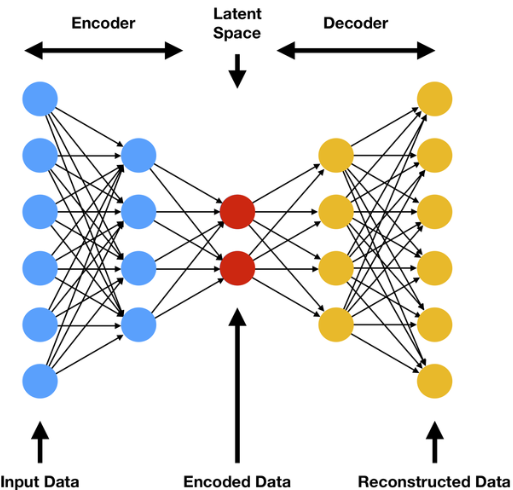 Encoder
Latent
Space
Decoder
Input Data
Encoded Data
Reconstructed Data